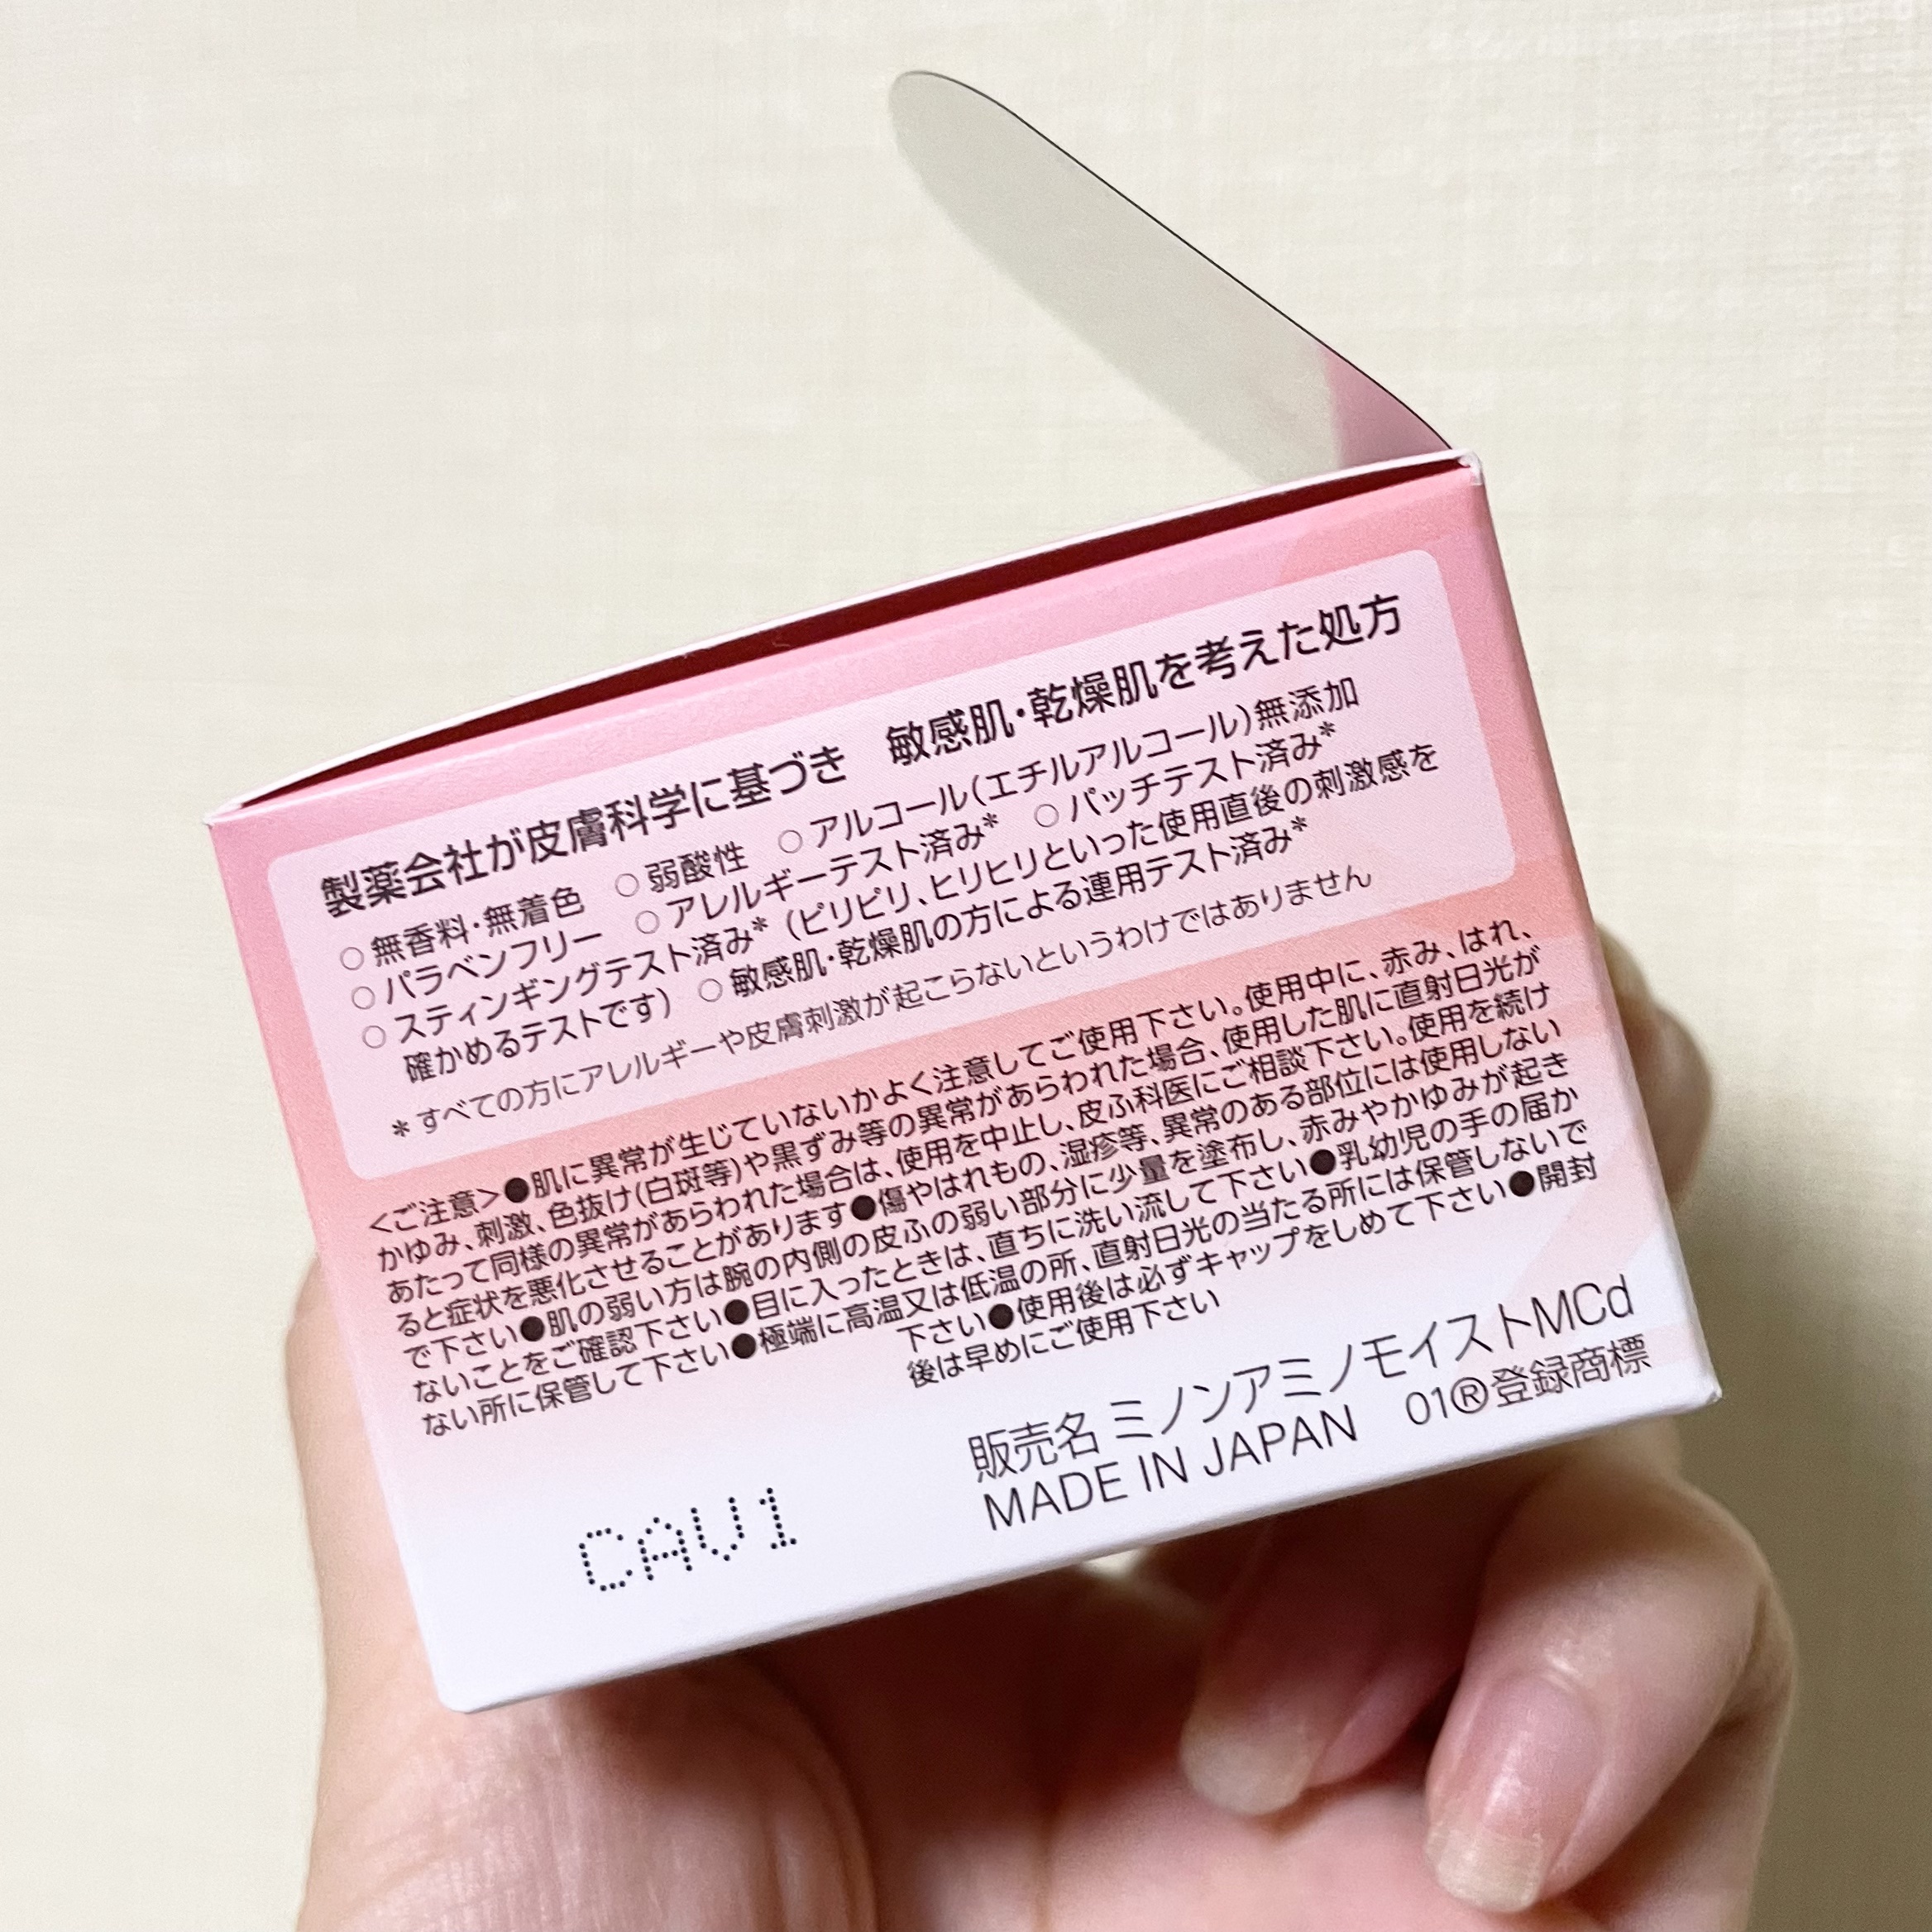 製薬会社が皮膚科学に基づき 敏感肌・乾燥肌を考えた処方
○無香料・無着色 ○弱酸性 ○アルコール(エチルアルコール)無添加
○パラベンフリー ○アレルギーテスト済み* ○パッチテスト済み*
○スティンギングテスト済み*(ピリピリ、ヒリヒリといった使用直後の刺激感を
確かめるテストです) ○敏感肌・乾燥肌の方による連用テスト済み*
*すべての方にアレルギーや皮膚刺激が起こらないというわけではありません
<ご注意>●肌に異常が生じていないかよく注意してご使用下さい。使用中に、赤み、はれ、
かゆみ、刺激、色抜け(白斑等)や黒ずみ等の異常があらわれた場合、使用した肌に直射日光が
あたって同様の異常があらわれた場合は、使用を中止し、皮ふ科医にご相談下さい。使用を続け
ると症状を悪化させることがあります●傷やはれもの、湿疹等、異常のある部位には使用しない
で下さい●肌の弱い方は腕の内側の皮ふの弱い部分に少量を塗布し、赤みやかゆみが起き
ないことをご確認下さい●目に入ったときは、直ちに洗い流して下さい●乳幼児の手の届か
ない所に保管して下さい●極端に高温又は低温の所、直射日光の当たる所には保管しないで
下さい●使用後は必ずキャップをしめて下さい●開封
後は早めにご使用下さい
販売名 ミノンアミノモイストMCd
MADE IN JAPAN 01®登録商標
CAV1